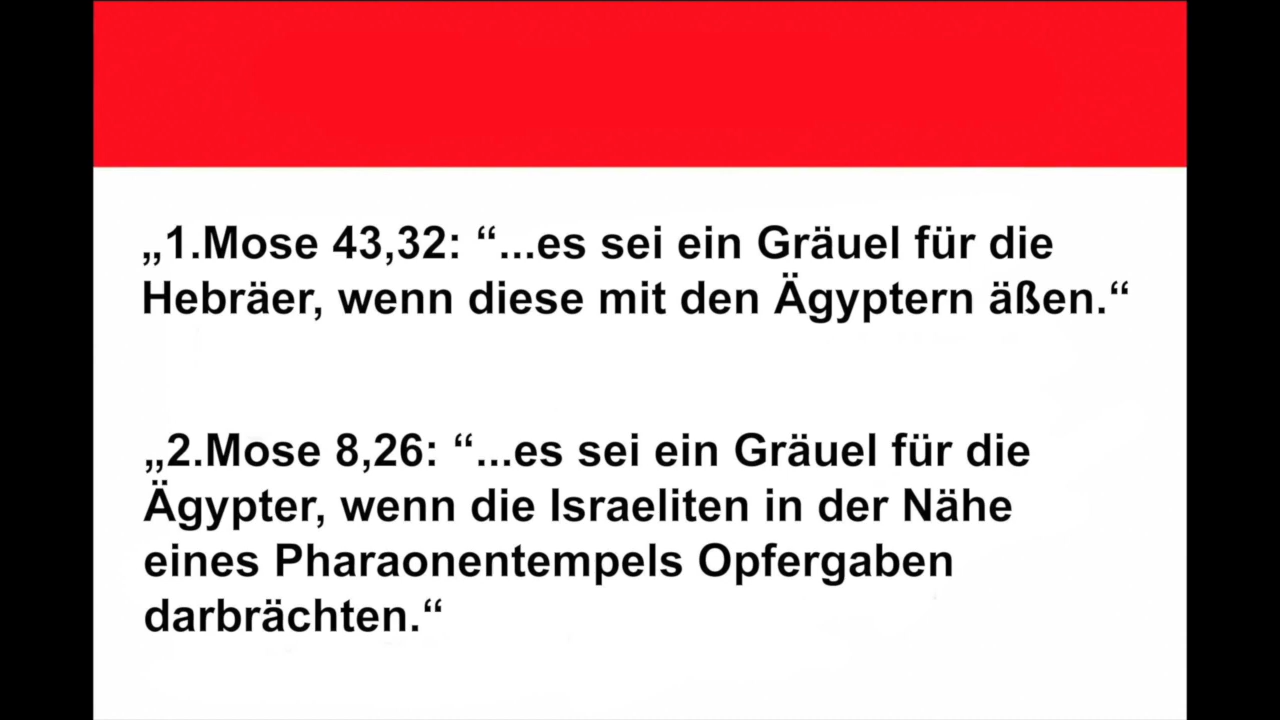 „1.Mose 43,32: “...es sei ein Gräuel für die
Hebräer, wenn diese mit den Ägyptern äßen.“
„2.Mose 8,26: “...es sei ein Gräuel für die
Ägypter, wenn die Israeliten in der Nähe
eines Pharaonentempels Opfergaben
darbrächten.“